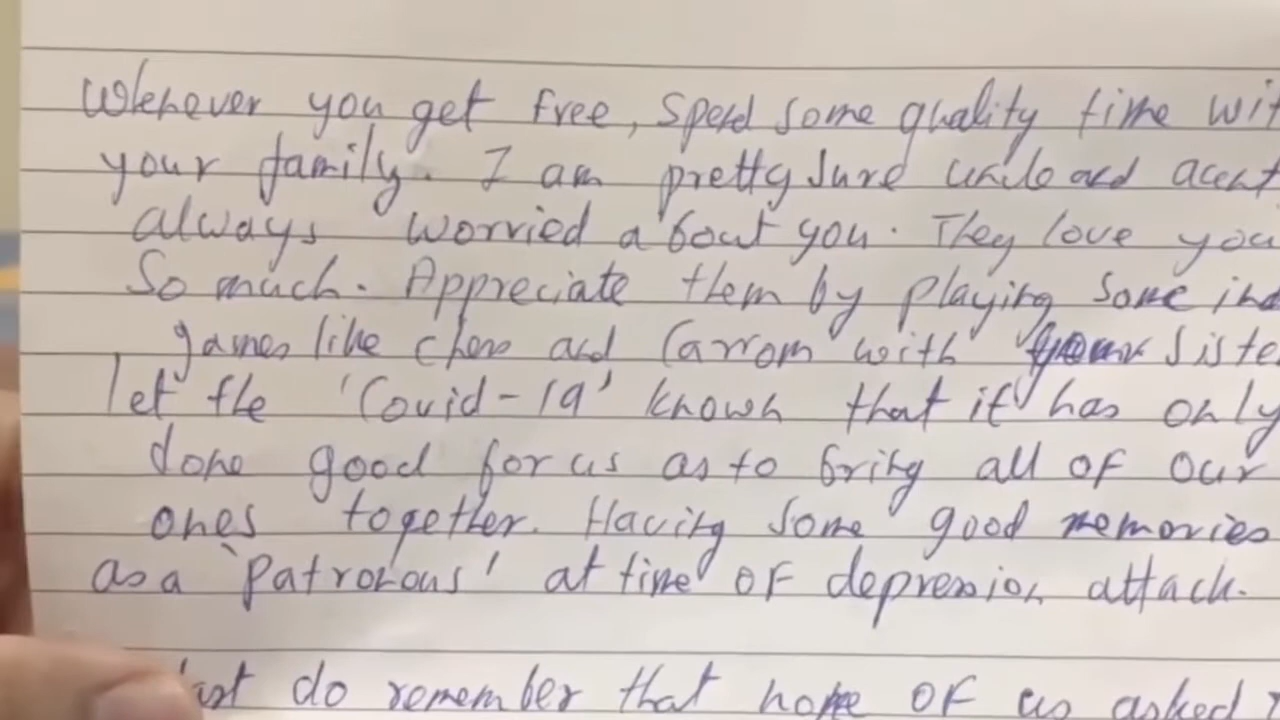 Whenever you get free, spend some quality time wit
your family. I am pretty sure uncle and
always worried about you. They love you
So much. Appreciate them by playing some ind
games like chess and Carrom with your siste
let the 'Covid-19' known that it has only
done good for us as to bring all of our
ones together. Having some good memories
as a 'Patronous' at time of depression attack.
last do remember that none of us asked